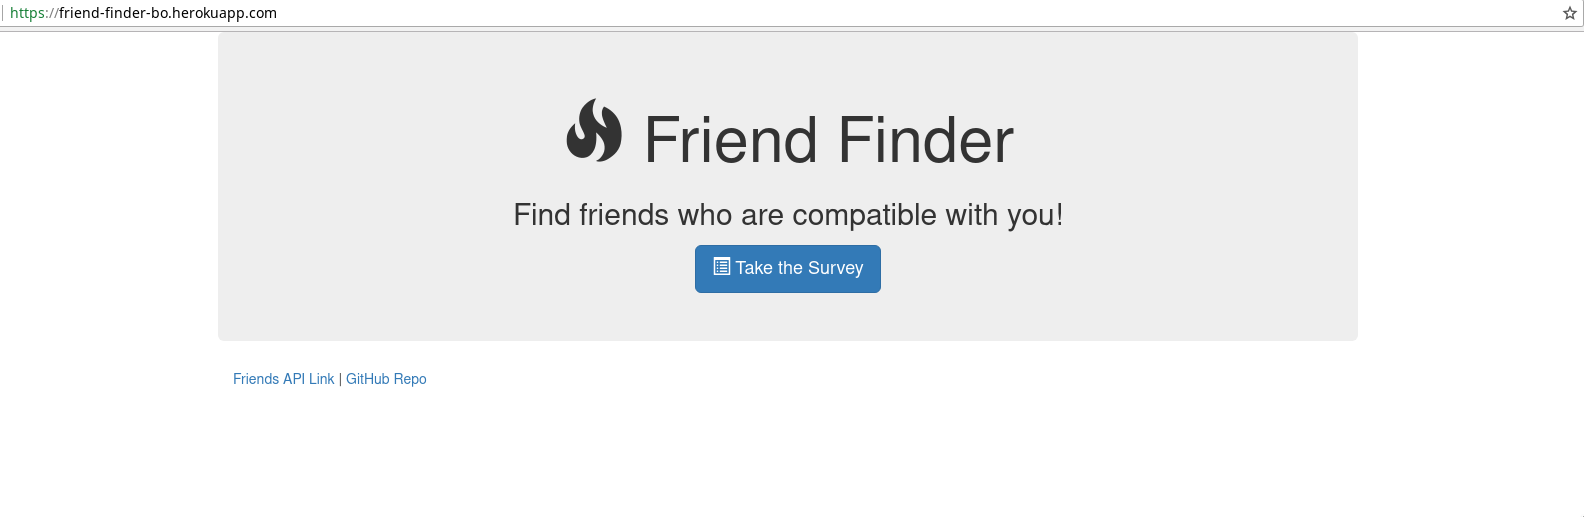 https://friend-finder-bo.herokuapp.com
Friend Finder
Find friends who are compatible with you!
Take the Survey
Friends API Link | GitHub Repo